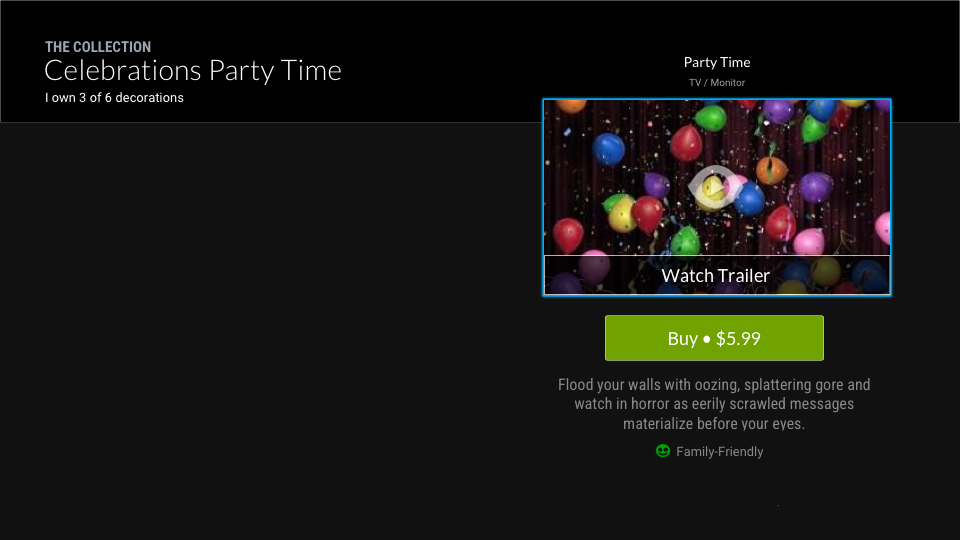 THE COLLECTION
Celebrations Party Time
I own 3 of 6 decorations
Party Time
TV / Monitor
Watch Trailer
Buy • $5.99
Flood your walls with oozing, splattering gore and
watch in horror as eerily scrawled messages
materialize before your eyes.
Family-Friendly